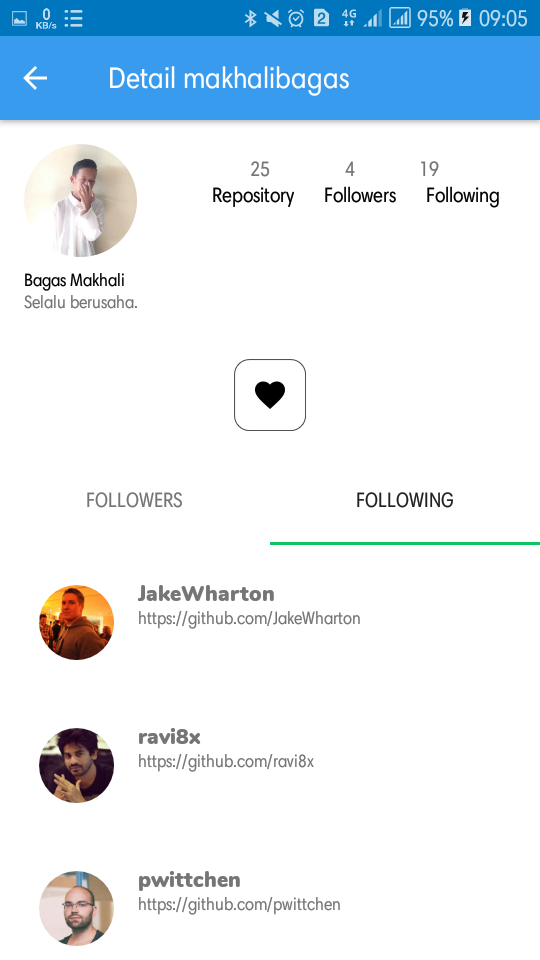 0 KB/s 2 4G 95% 09:05
Detail makhalibagas
25 4 19
Repository Followers Following
Bagas Makhali
Selalu berusaha.
FOLLOWERS FOLLOWING
JakeWharton
https://github.com/JakeWharton
ravi8x
https://github.com/ravi8x
pwittchen
https://github.com/pwittchen